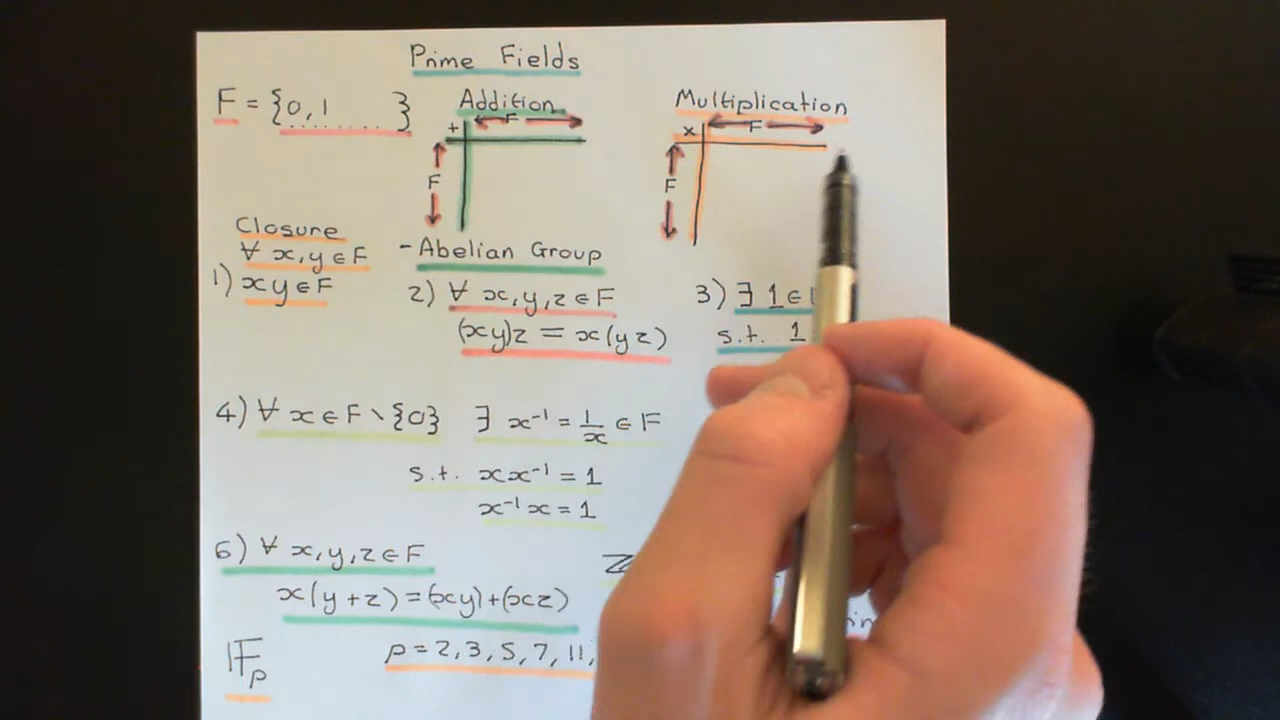 Prime Fields
F = {0, 1 ........ }
Addition
+ F
F
Multiplication
x F
F
Closure
∀ x, y ∈ F
1) xy ∈ F
- Abelian Group
2) ∀ x, y, z ∈ F
(xy)z = x(yz)
3) ∃ 1 ∈
s.t. 1
4) ∀ x ∈ F \ {0} ∃ x⁻¹ = 1/x ∈ F
s.t. xx⁻¹ = 1
x⁻¹x = 1
6) ∀ x, y, z ∈ F
x(y + z) = (xy) + (xz)
𝔽p
p = 2, 3, 5, 7, 11,